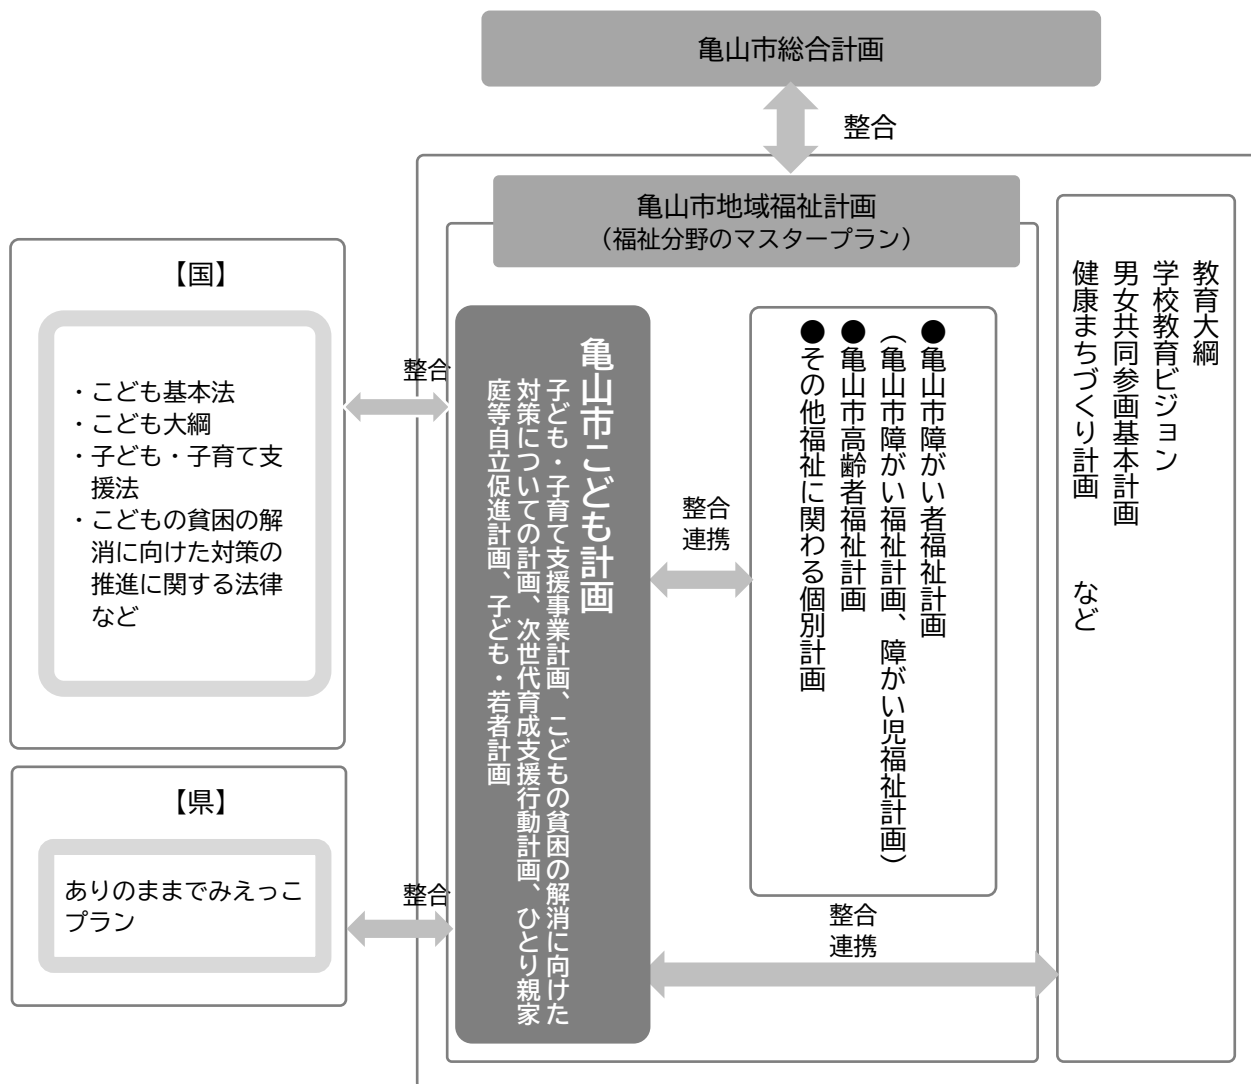 亀山市総合計画
整合
亀山市地域福祉計画
（福祉分野のマスタープラン）
【国】
・こども基本法
・こども大綱
・子ども・子育て支
援法
・こどもの貧困の解
消に向けた対策の
推進に関する法律
など
整合
【県】
ありのままでみえっこ
プラン
整合
亀山市こども計画
子ども・子育て支援事業計画、こどもの貧困の解消に向けた
対策についての計画、次世代育成支援行動計画、ひとり親家
庭等自立促進計画、子ども・若者計画
整合
連携
●亀山市障がい者福祉計画
（亀山市障がい福祉計画、障がい児福祉計画）
●亀山市高齢者福祉計画
●その他福祉に関わる個別計画
整合
連携
教育大綱
学校教育ビジョン
男女共同参画基本計画
健康まちづくり計画　　など